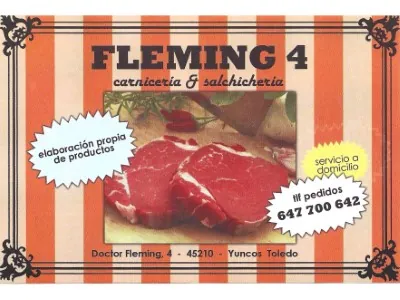 FLEMING 4
carnicería & salchichería
elaboración propia
de productos
servicio a
domicilio
tlf pedidos
647 700 642
Doctor Fleming, 4 - 45210 - Yuncos Toledo